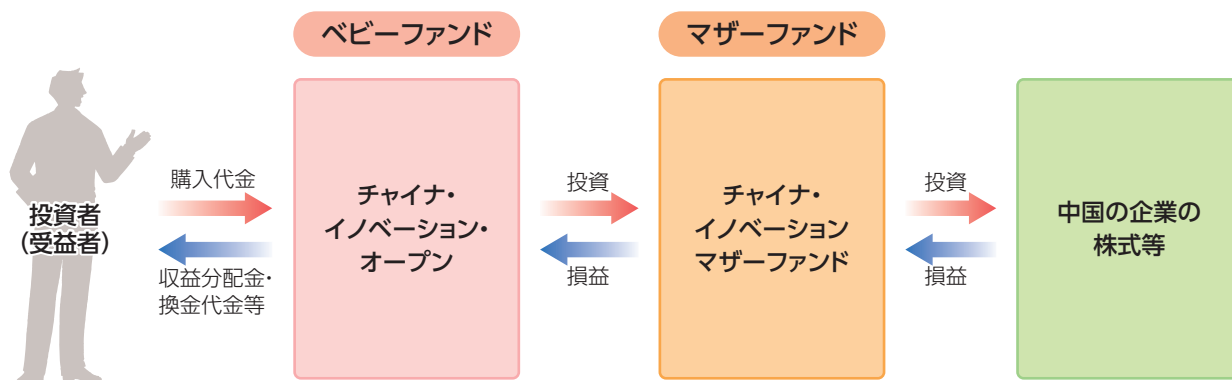 ベビーファンド
マザーファンド
投資者
（受益者）
購入代金
収益分配金・
換金代金等
チャイナ・
イノベーション・
オープン
投資
損益
チャイナ・
イノベーション
マザーファンド
投資
損益
中国の企業の
株式等